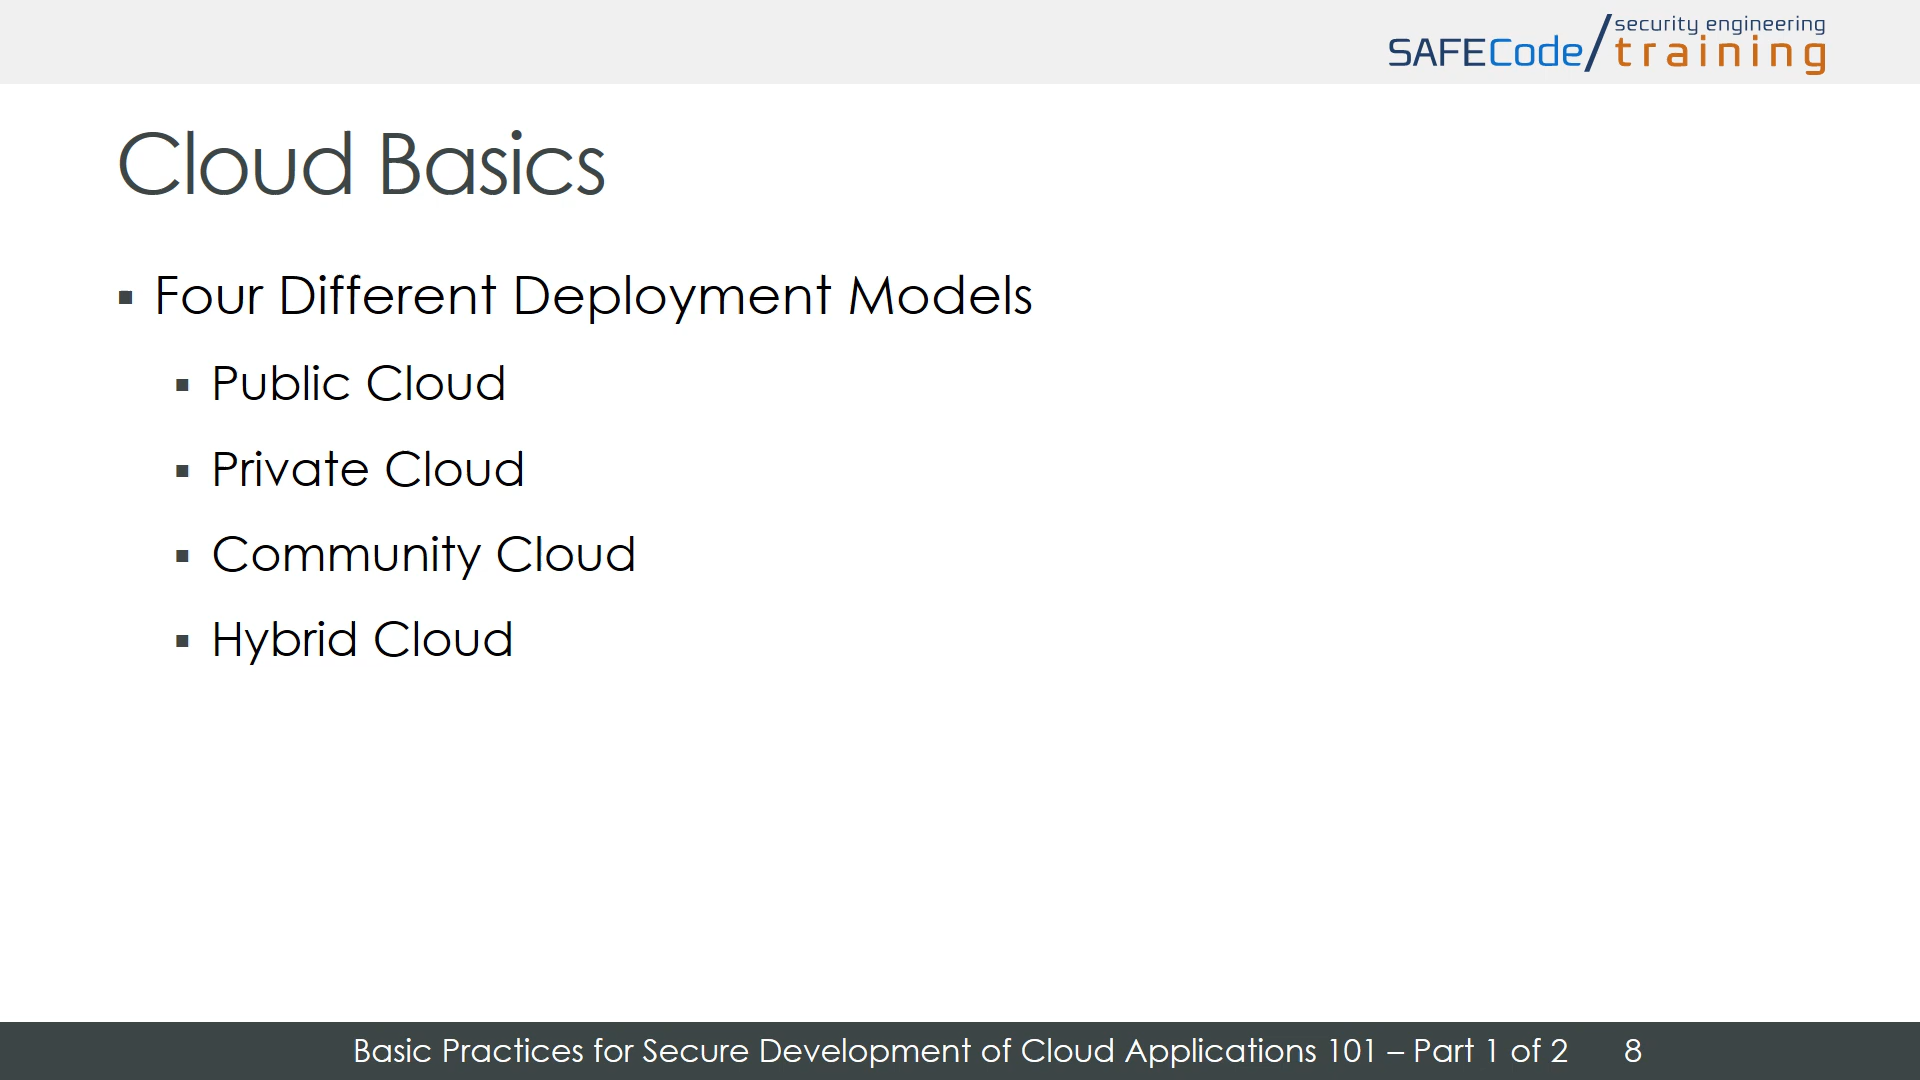 SAFECode/ security engineering
training
Cloud Basics
▪ Four Different Deployment Models
▪ Public Cloud
▪ Private Cloud
▪ Community Cloud
▪ Hybrid Cloud
Basic Practices for Secure Development of Cloud Applications 101 – Part 1 of 2 8